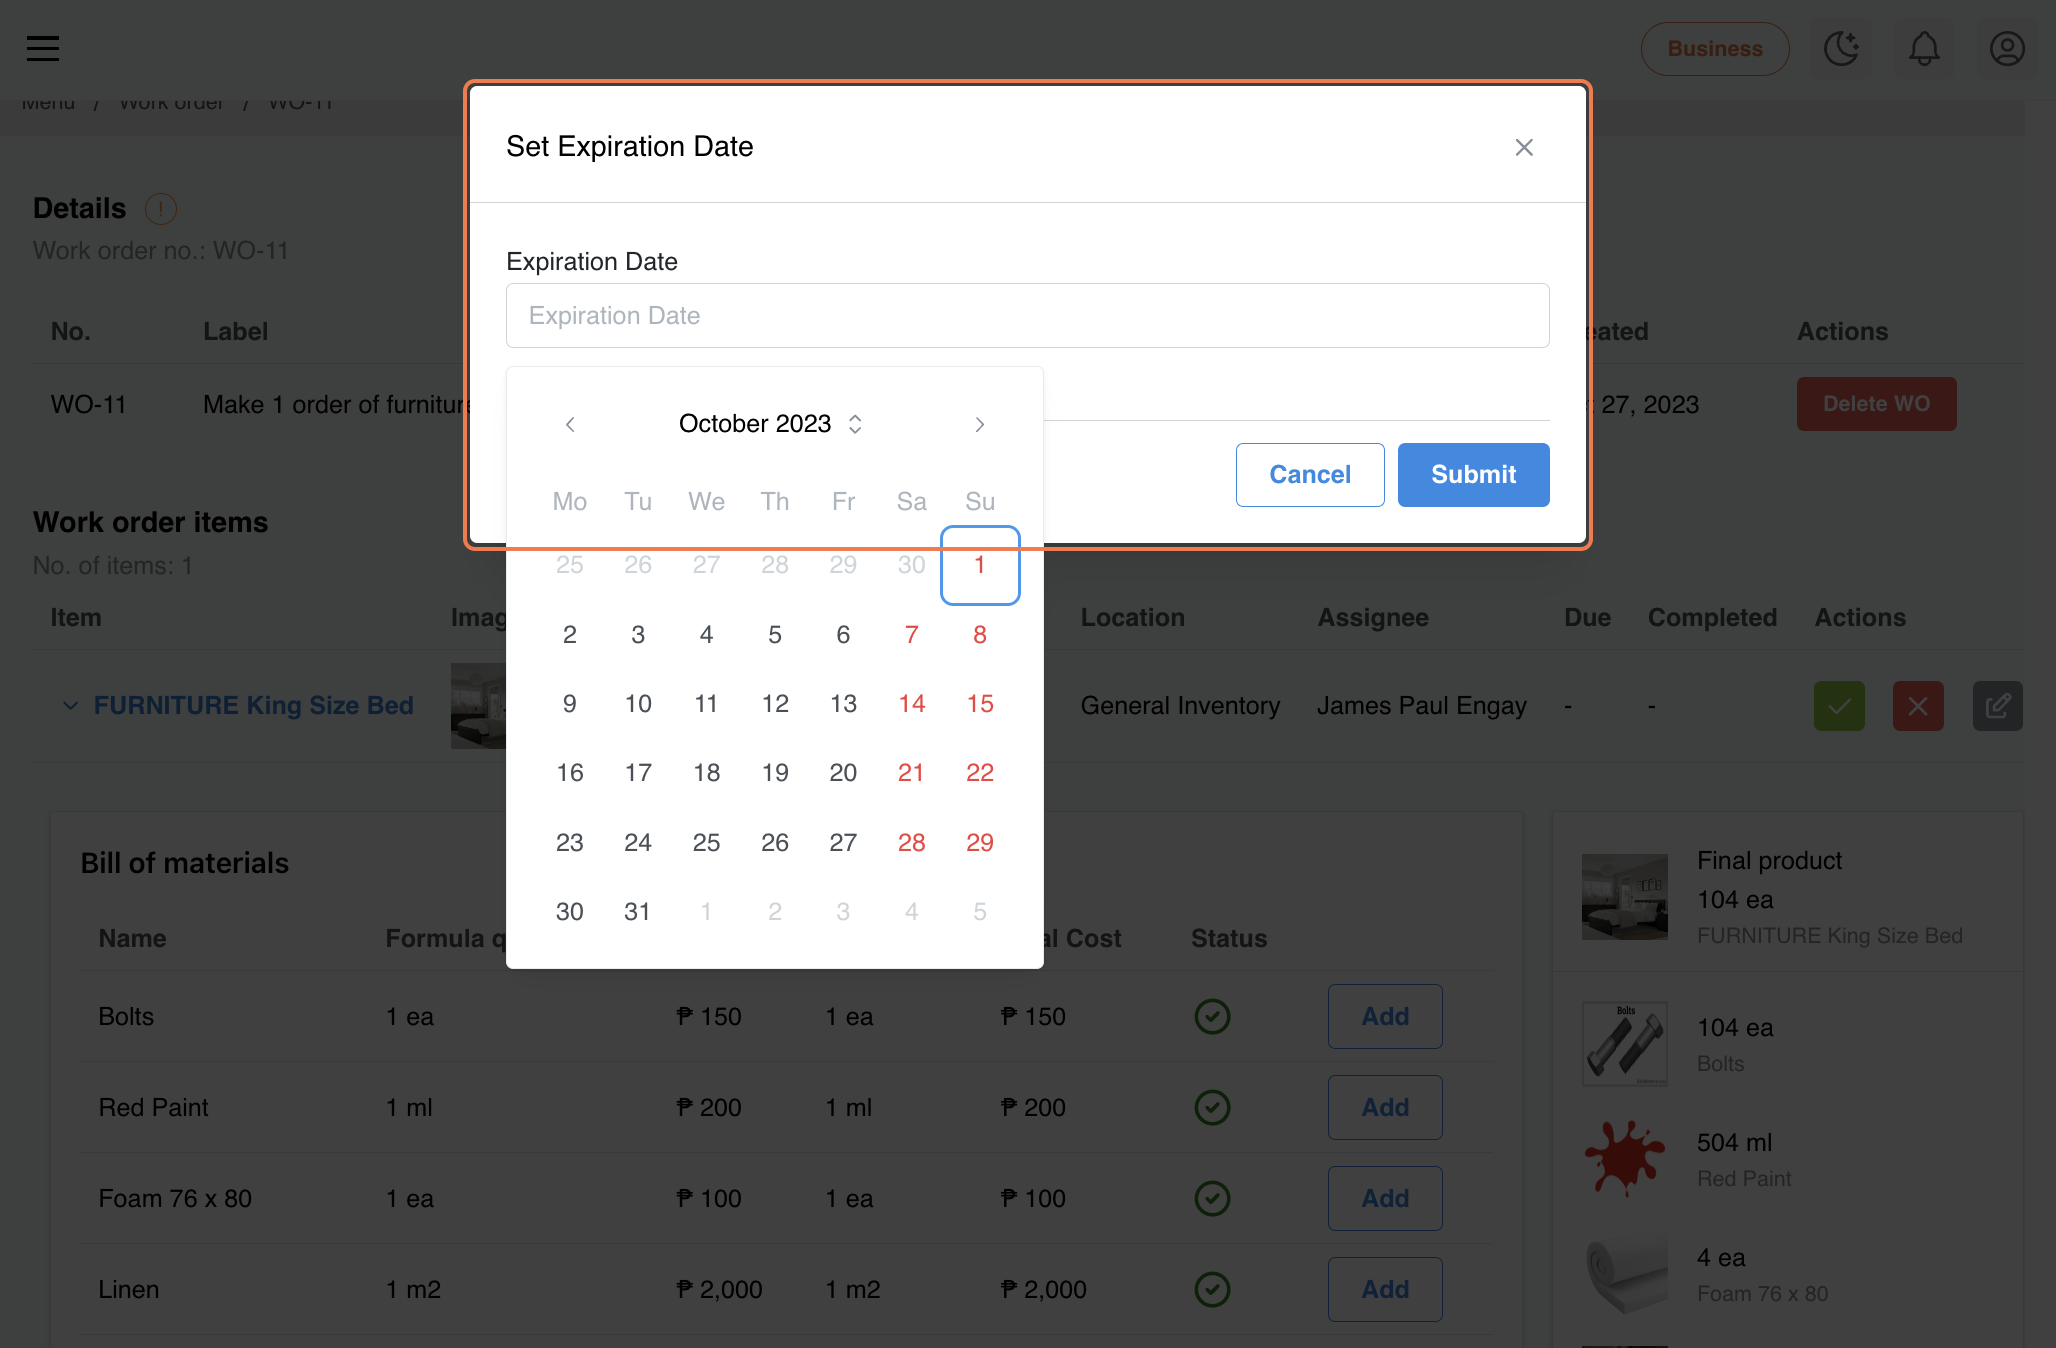 Business
Menu / Work order / WO-11
Set Expiration Date
Details
Work order no.: WO-11
Expiration Date
Expiration Date
No. Label eated Actions
WO-11 Make 1 order of furniture 27, 2023 Delete WO
October 2023
Cancel Submit
Mo Tu We Th Fr Sa Su
25 26 27 28 29 30 1
2 3 4 5 6 7 8
9 10 11 12 13 14 15
16 17 18 19 20 21 22
23 24 25 26 27 28 29
30 31 1 2 3 4 5
Work order items
No. of items: 1
Item Imag Location Assignee Due Completed Actions
FURNITURE King Size Bed General Inventory James Paul Engay - -
Bill of materials
Name Formula q al Cost Status
Bolts 1 ea ₱ 150 1 ea ₱ 150 Add
Red Paint 1 ml ₱ 200 1 ml ₱ 200 Add
Foam 76 x 80 1 ea ₱ 100 1 ea ₱ 100 Add
Linen 1 m2 ₱ 2,000 1 m2 ₱ 2,000 Add
Final product
104 ea
FURNITURE King Size Bed
Bolts
104 ea
Bolts
504 ml
Red Paint
4 ea
Foam 76 x 80